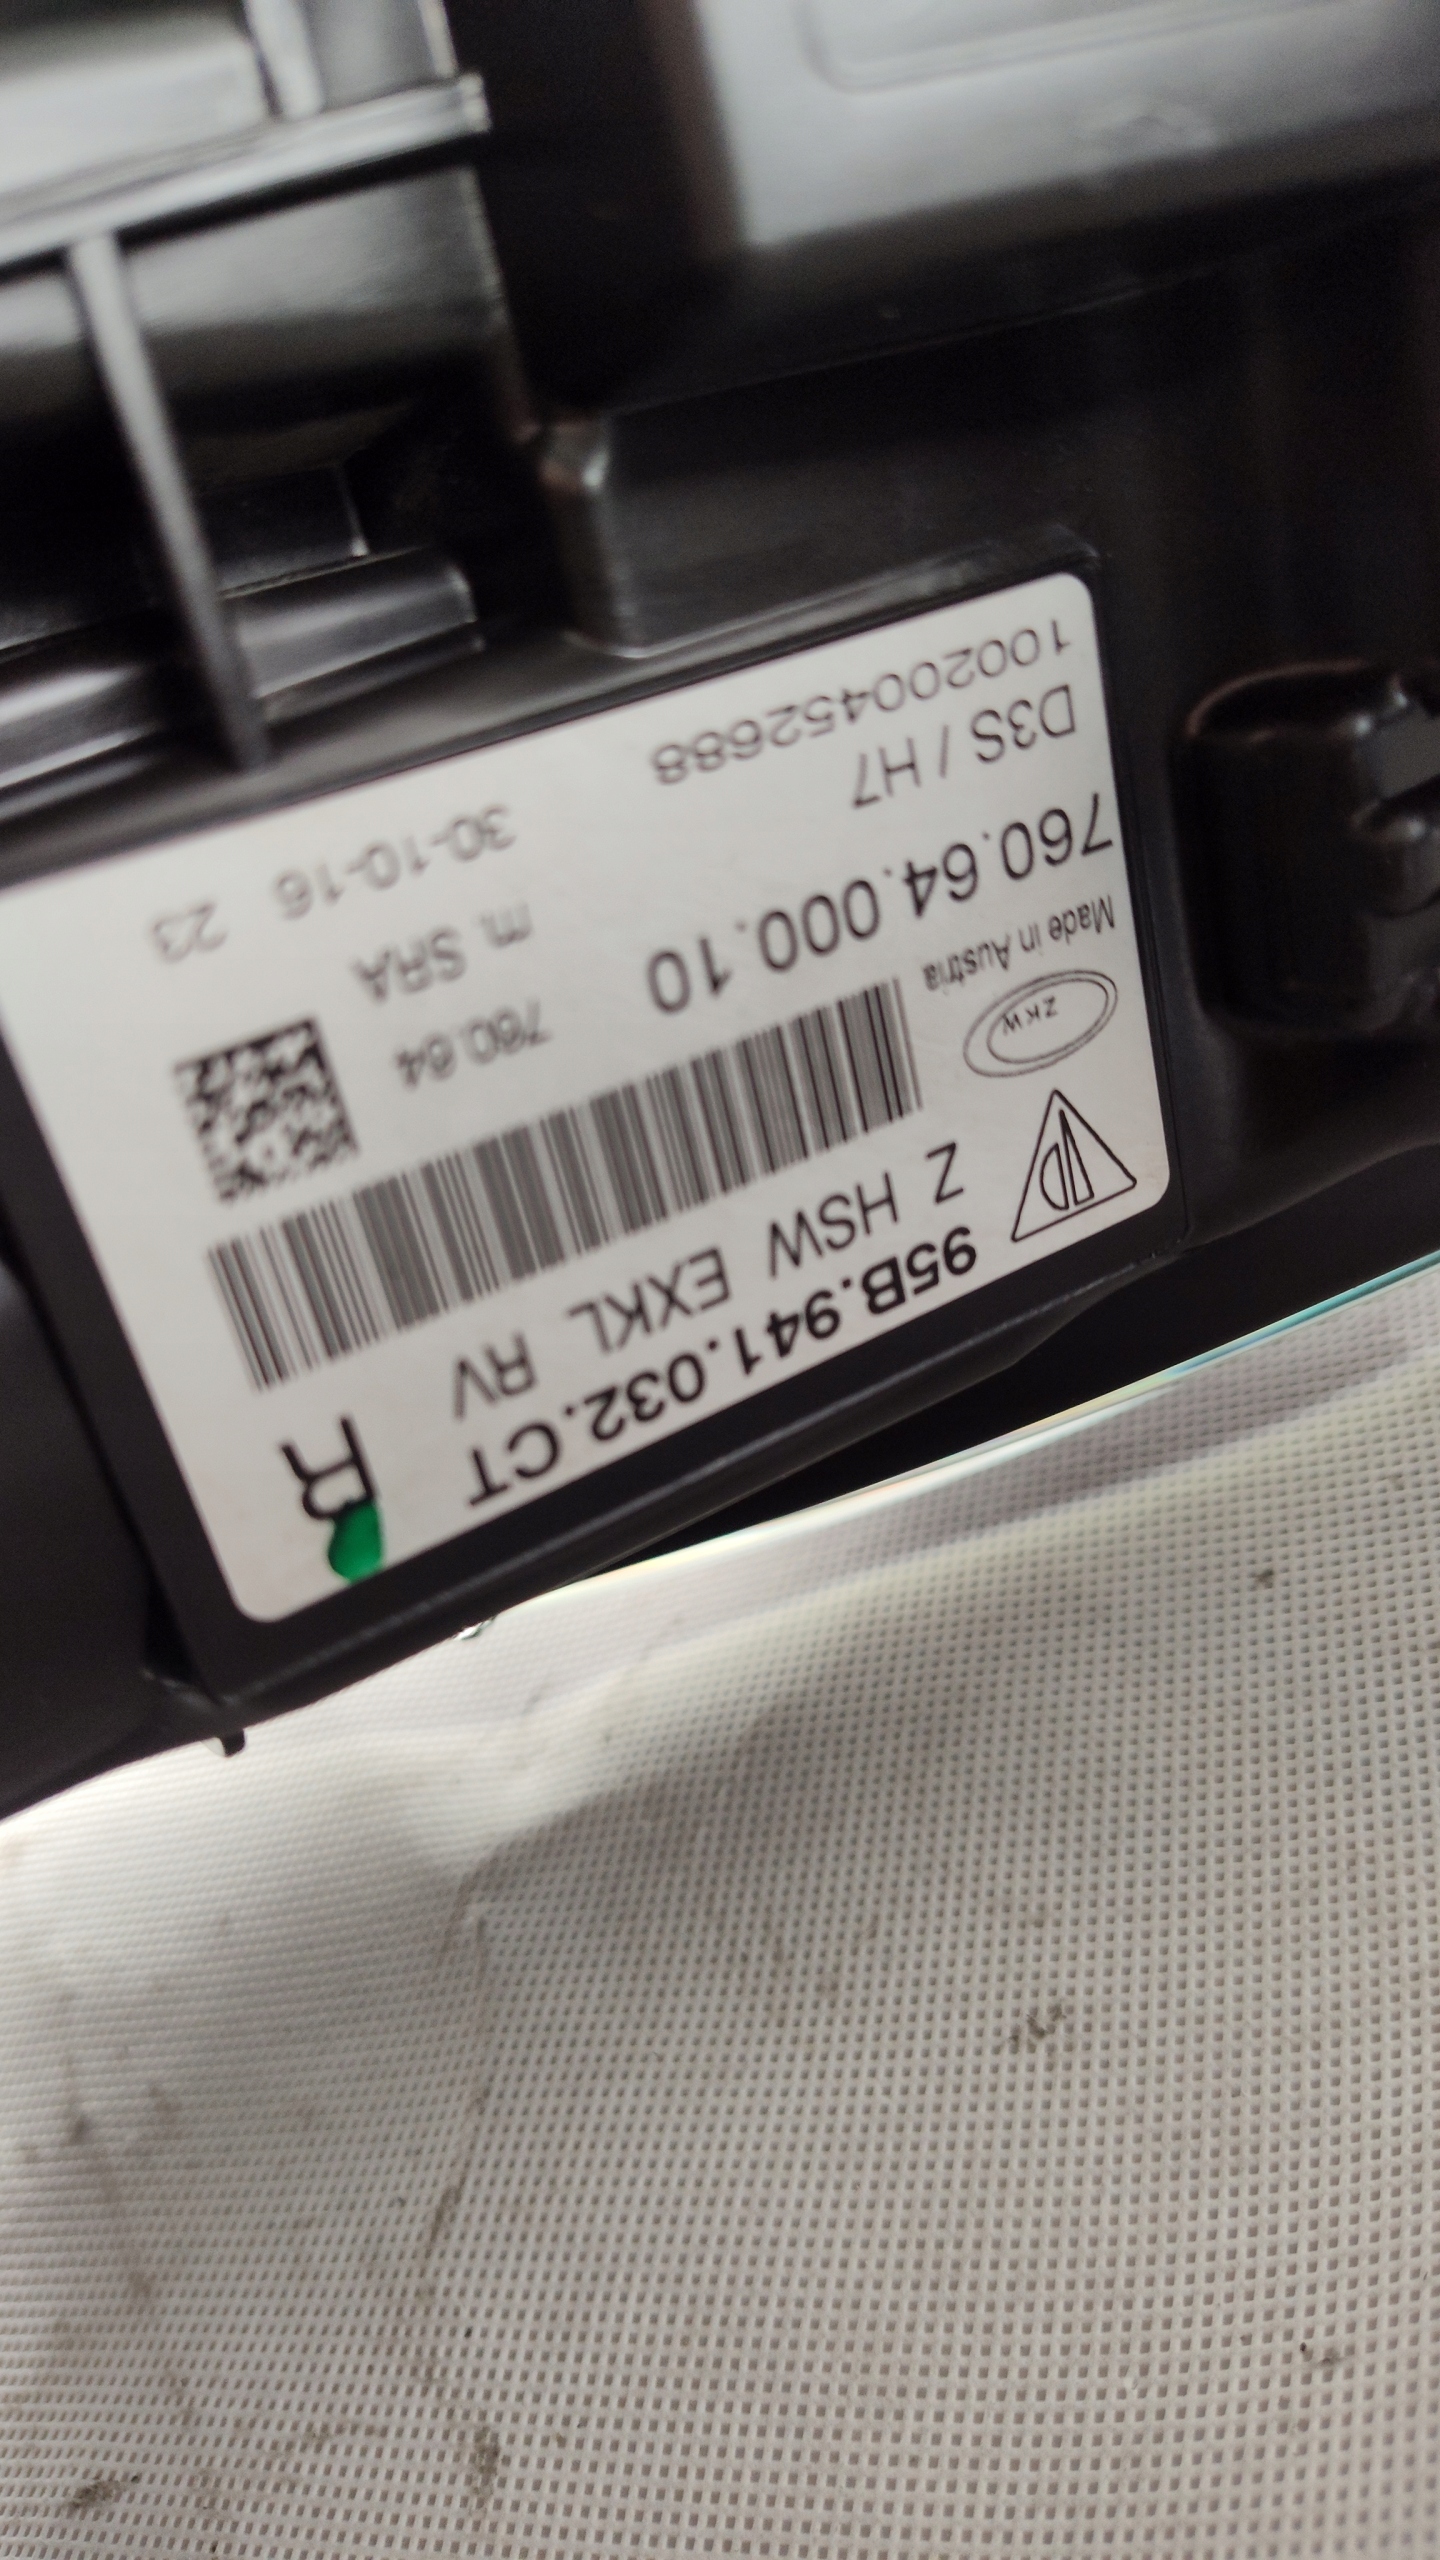 95B.941.032.CT
R
Z HSW EXKL RV
ZKW
Made in Austria
760.64
760.64.000.10
m. SRA
D3S / H7
30-10-16 23
100200452688